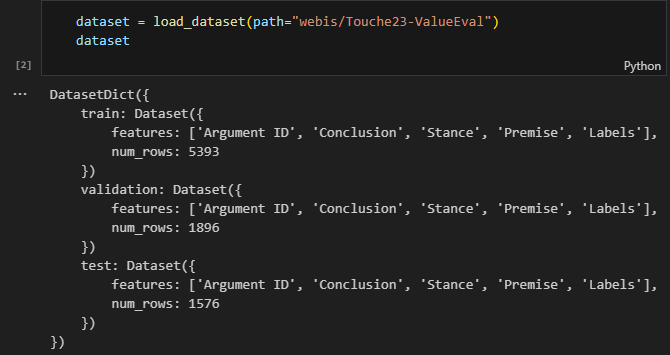 dataset = load_dataset(path="webis/Touche23-ValueEval")
dataset
[2]
Python
...
DatasetDict({
    train: Dataset({
        features: ['Argument ID', 'Conclusion', 'Stance', 'Premise', 'Labels'],
        num_rows: 5393
    })
    validation: Dataset({
        features: ['Argument ID', 'Conclusion', 'Stance', 'Premise', 'Labels'],
        num_rows: 1896
    })
    test: Dataset({
        features: ['Argument ID', 'Conclusion', 'Stance', 'Premise', 'Labels'],
        num_rows: 1576
    })
})